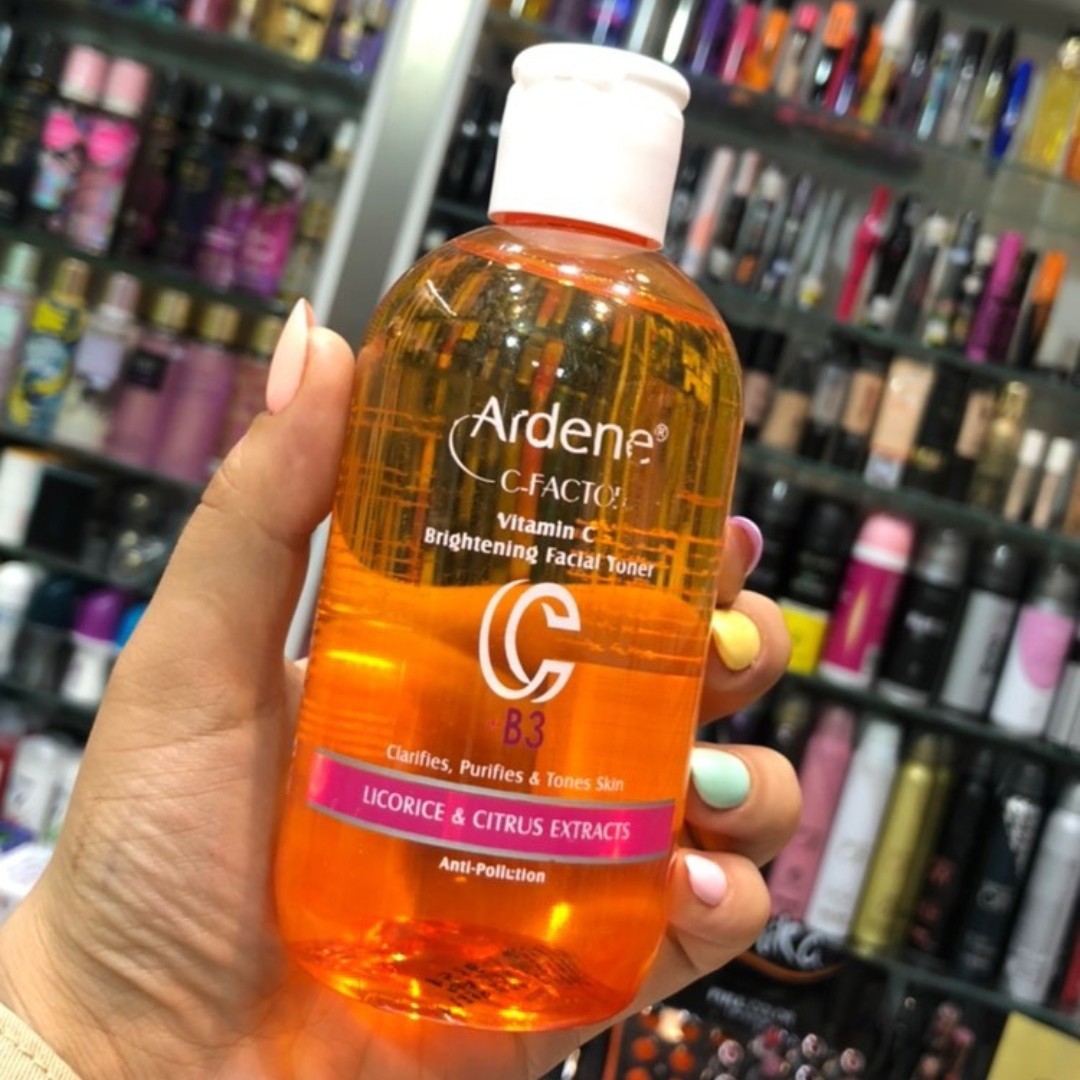 Ardene®
C-FACTOR
Vitamin C
Brightening Facial Toner
C
+B3
Clarifies, Purifies & Tones Skin
LICORICE & CITRUS EXTRACTS
Anti-Pollution